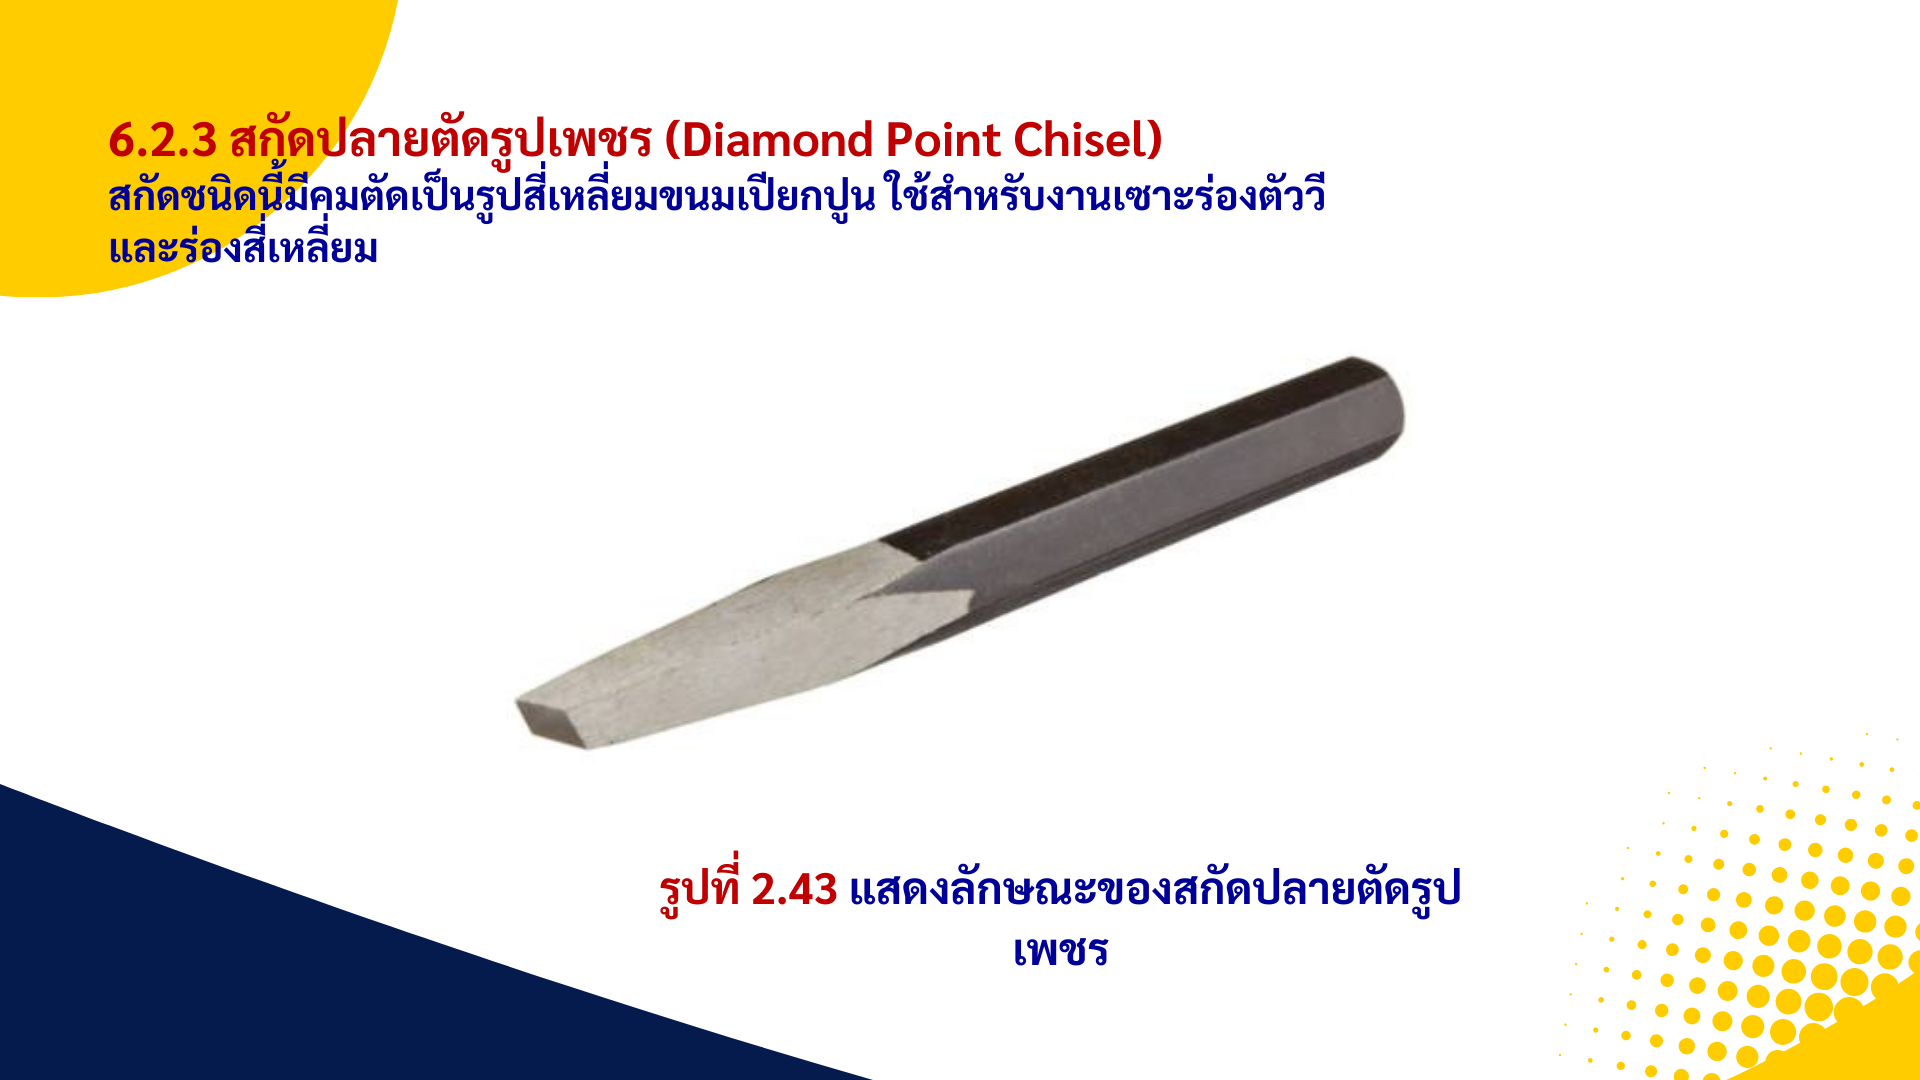 6.2.3 สกัดปลายตัดรูปเพชร (Diamond Point Chisel)
สกัดชนิดนี้มีคมตัดเป็นรูปสี่เหลี่ยมขนมเปียกปูน ใช้สำหรับงานเซาะร่องตัววี
และร่องสี่เหลี่ยม
รูปที่ 2.43 แสดงลักษณะของสกัดปลายตัดรูป
เพชร